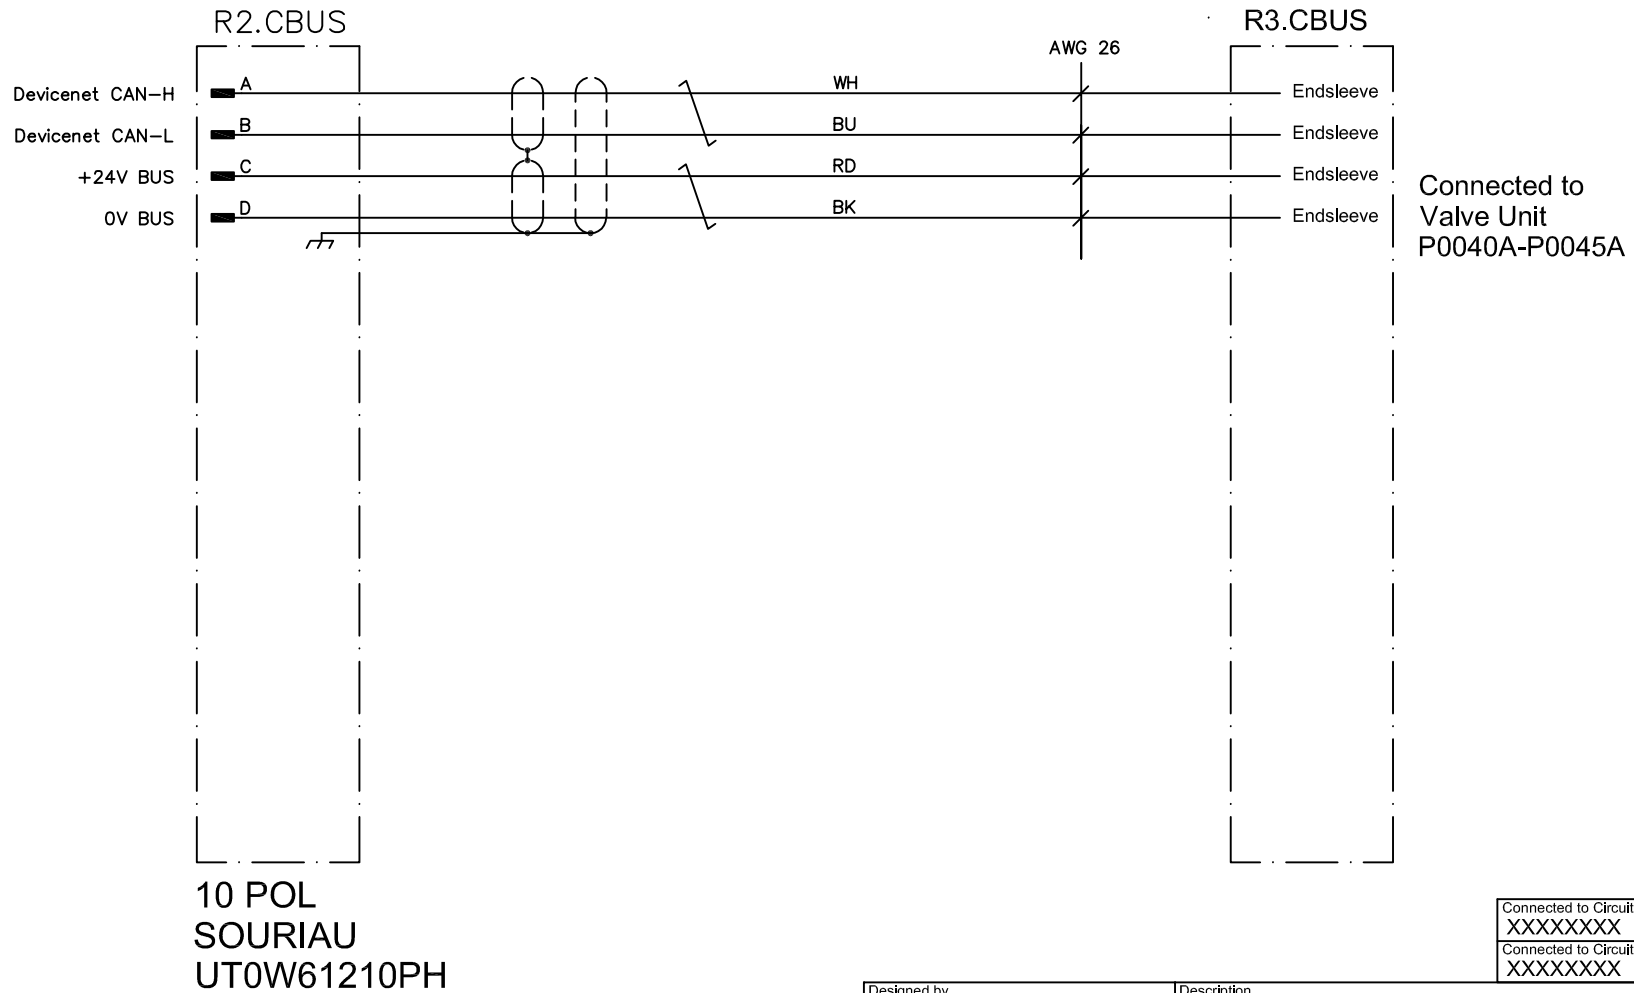 R2.CBUS
R3.CBUS
AWG 26
Devicenet CAN-H A WH Endsleeve
Devicenet CAN-L B BU Endsleeve
+24V BUS C RD Endsleeve
0V BUS D BK Endsleeve
Connected to
Valve Unit
P0040A-P0045A
10 POL
SOURIAU
UT0W61210PH
Connected to Circuit
XXXXXXXX
Connected to Circuit
XXXXXXXX
Designed by
Description